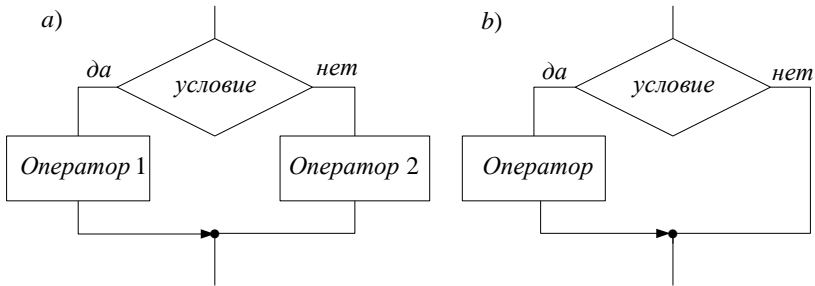 a)
да
условие
нет
Оператор 1
Оператор 2
b)
да
условие
нет
Оператор